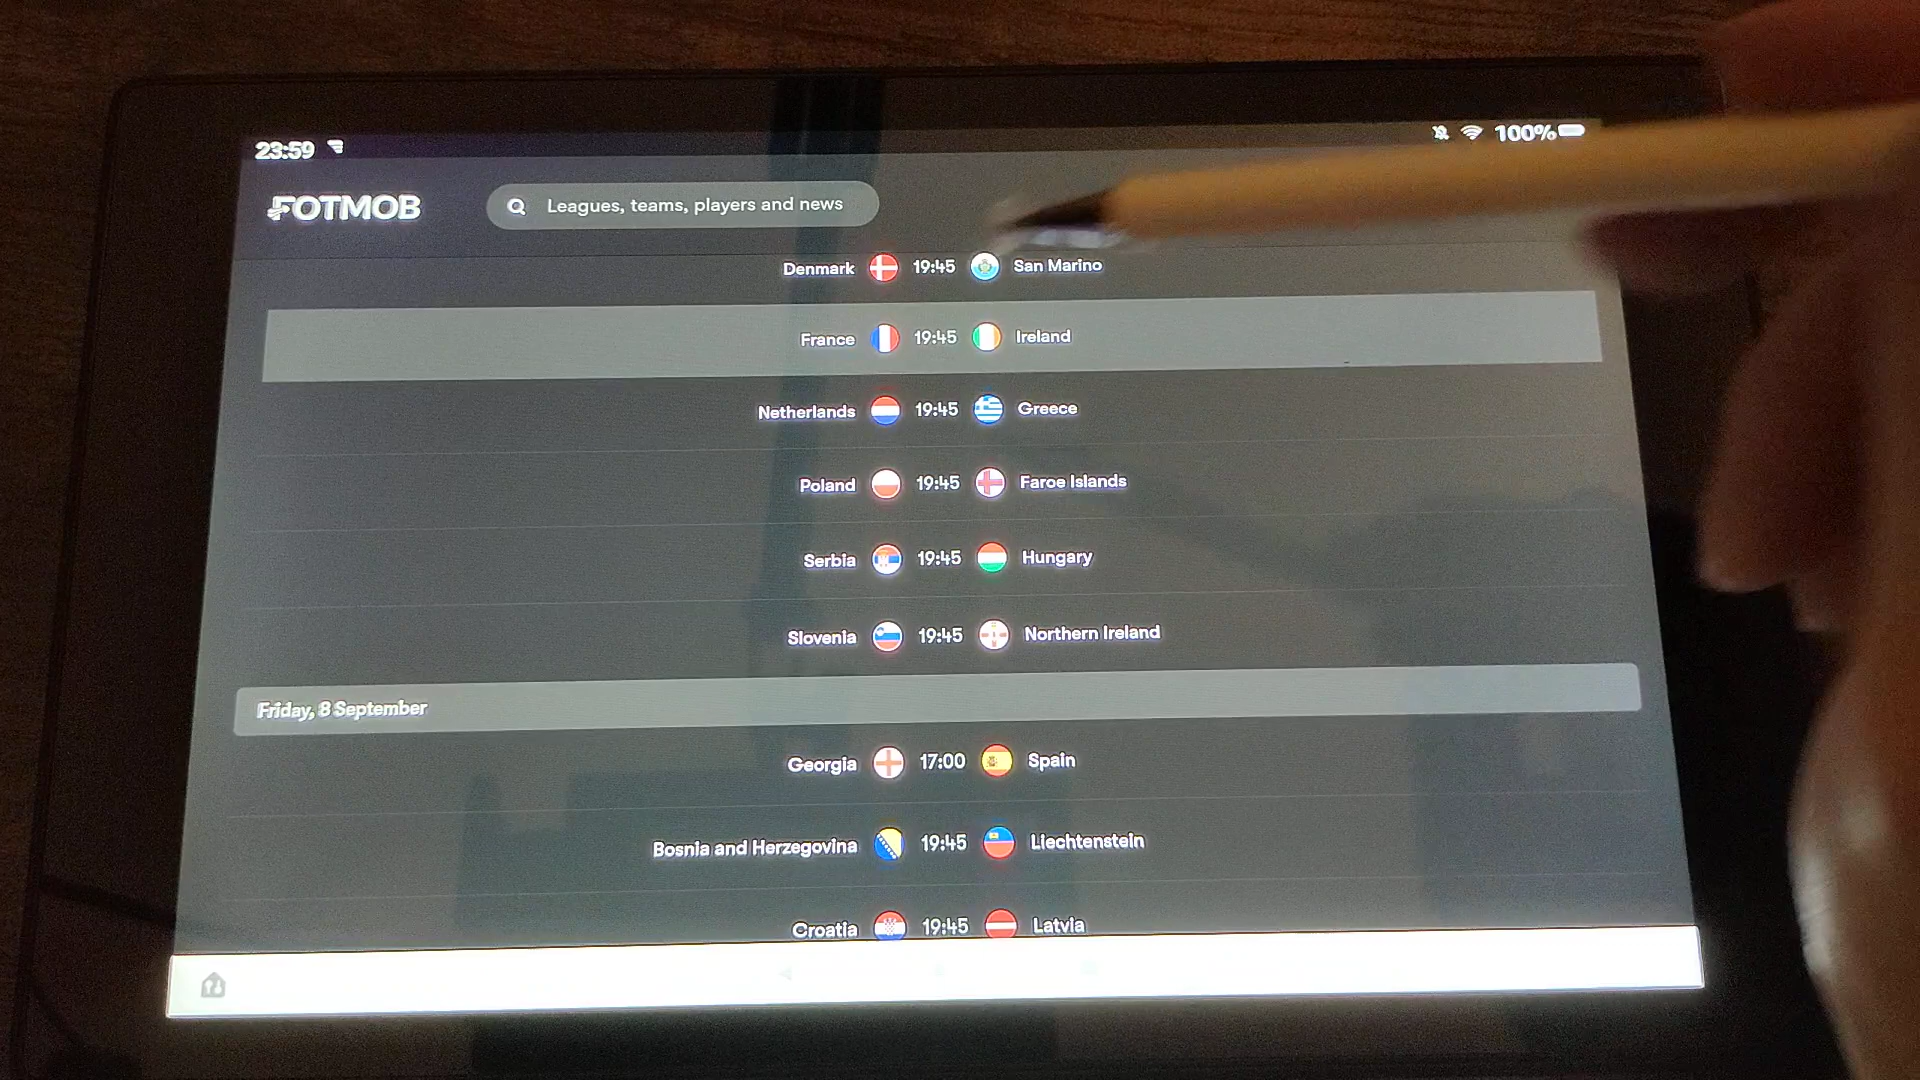 23:59
100%
FOTMOB
Leagues, teams, players and news
Denmark 19:45 San Marino
France 19:45 Ireland
Netherlands 19:45 Greece
Poland 19:45 Faroe Islands
Serbia 19:45 Hungary
Slovenia 19:45 Northern Ireland
Friday, 8 September
Georgia 17:00 Spain
Bosnia and Herzegovina 19:45 Liechtenstein
Croatia 19:45 Latvia